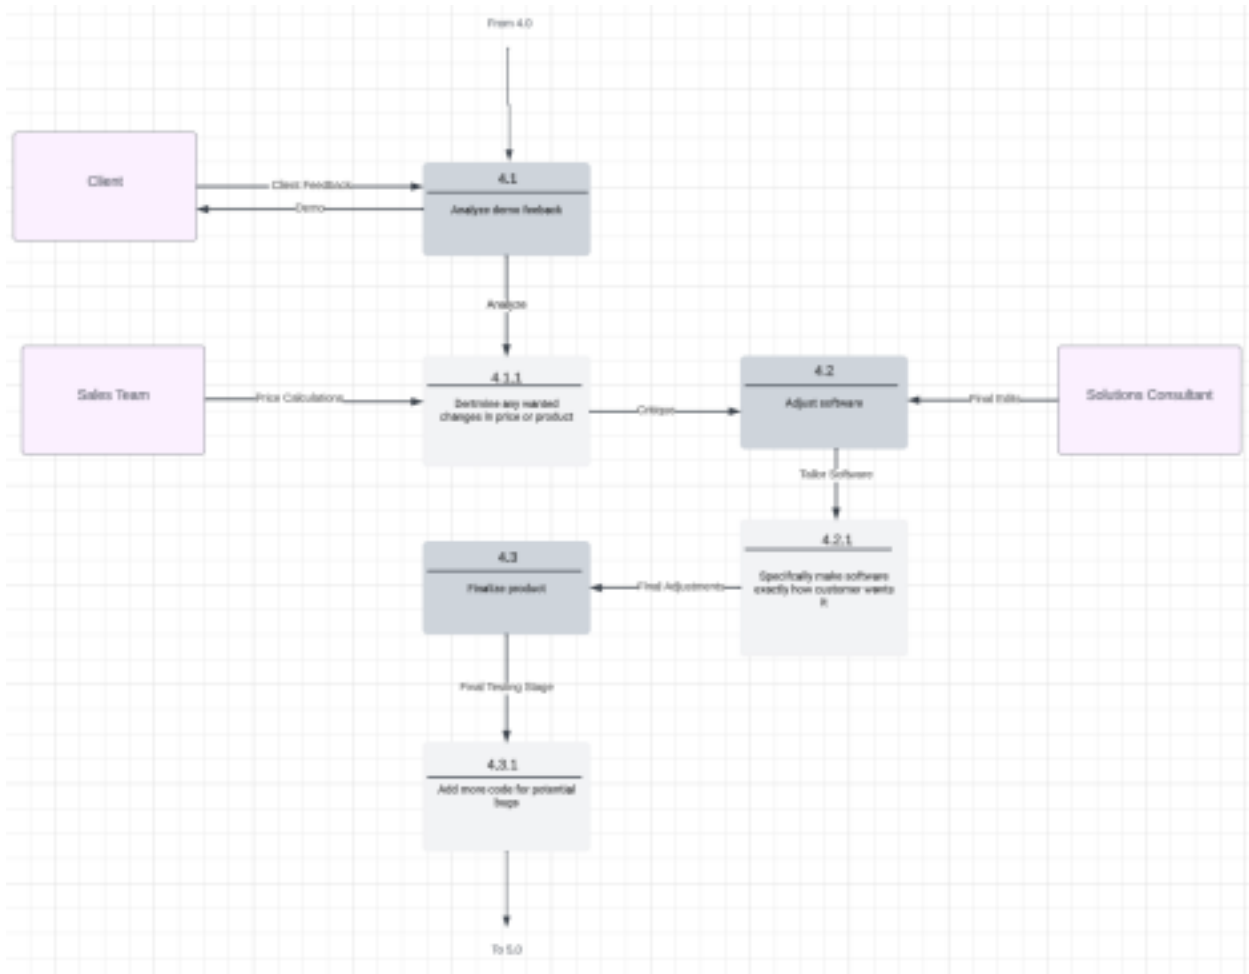 From 4.0
Client
Client Feedback
Demo
4.1
Analyze demo feeback
Analyze
Sales Team
Price Calculations
4.1.1
Dertmine any wanted
changes in price or product
Critique
4.2
Adjust software
Final Edits
Solutions Consultant
Tailor Software
4.2.1
Specifically make software
exactly how customer wants
it
Final Adjustments
4.3
Finalize product
Final Testing Stage
4.3.1
Add more code for potential
bugs
To 5.0